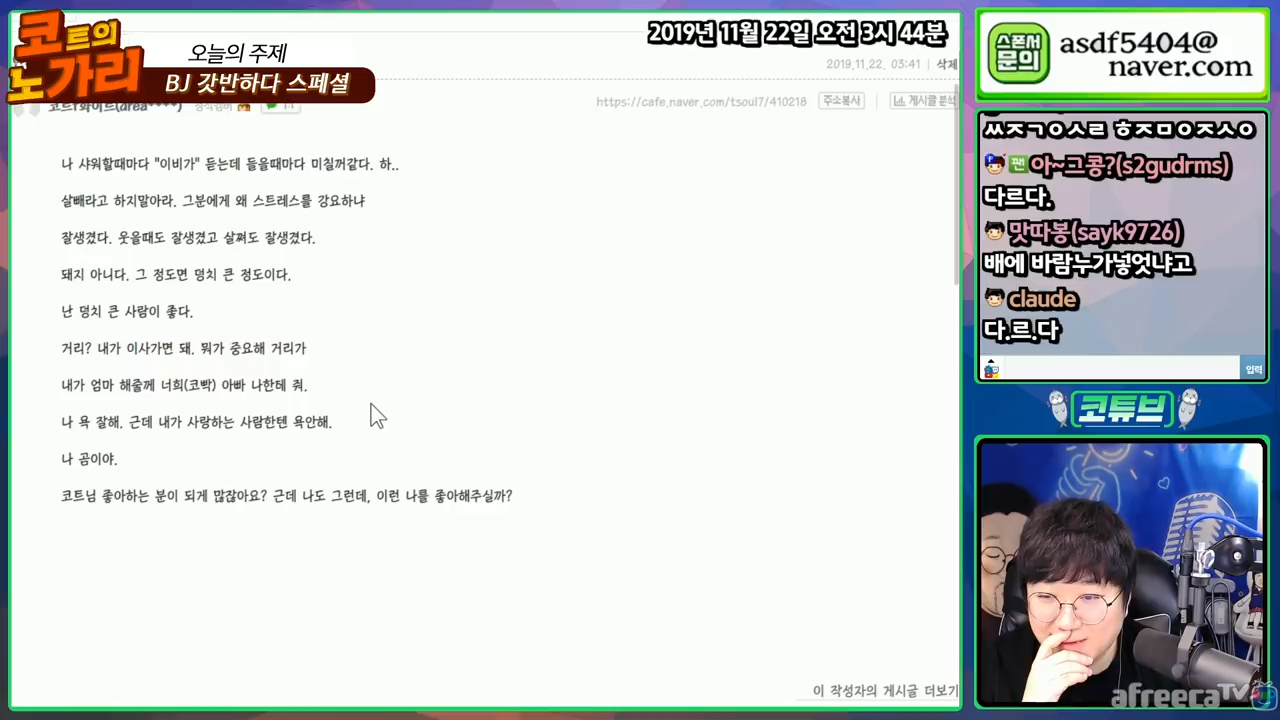 코트의
노가리
오늘의 주제
BJ 갓반하다 스페셜
2019년 11월 22일 오전 3시 44분
2019.11.22. 03:41
삭제
https://cafe.naver.com/tsoul7/410218
주소복사
게시글 분석
나 샤워할때마다 "이비가" 듣는데 들을때마다 미칠꺼같다. 하..
살빼라고 하지말아라. 그분에게 왜 스트레스를 강요하냐
잘생겼다. 웃을때도 잘생겼고 살쪄도 잘생겼다.
돼지 아니다. 그 정도면 덩치 큰 정도이다.
난 덩치 큰 사람이 좋다.
거리? 내가 이사가면 돼. 뭐가 중요해 거리가
내가 엄마 해줄께 너희(코빡) 아빠 나한테 줘.
나 욕 잘해. 근데 내가 사랑하는 사람한텐 욕안해.
나 곰이야.
코트님 좋아하는 분이 되게 많잖아요? 근데 나도 그런데, 이런 나를 좋아해주실까?
이 작성자의 게시글 더보기
스폰서
문의
asdf5404@
naver.com
ㅆㅈㄱㅇㅅㄹ ㅎㅈㅁㅇㅈㅅㅇ
팬 아~그콩?(s2gudrms)
다르다.
맛따봉(sayk9726)
배에 바람누가넣엇냐고
claude
다.르.다
입력
코튜브
afreecaTV